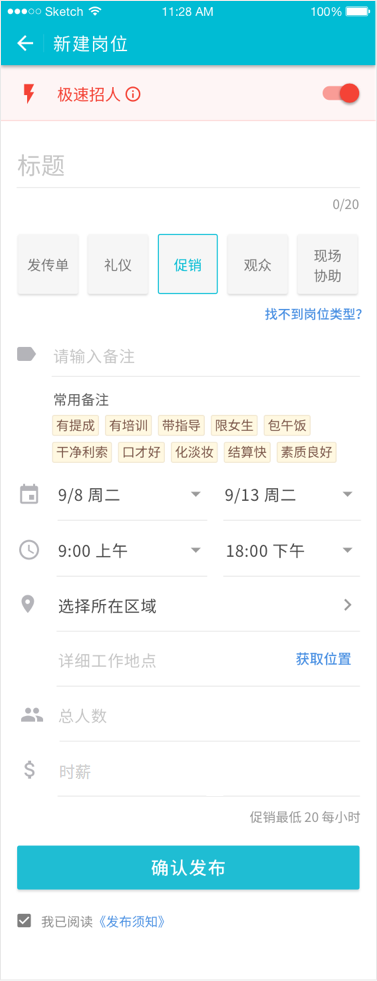 Sketch 11:28 AM 100%
新建岗位
极速招人
标题
0/20
发传单 礼仪 促销 观众 现场
协助
找不到岗位类型?
请输入备注
常用备注
有提成 有培训 带指导 限女生 包午饭
干净利索 口才好 化淡妆 结算快 素质良好
9/8 周二 9/13 周二
9:00 上午 18:00 下午
选择所在区域
详细工作地点 获取位置
总人数
时薪
促销最低 20 每小时
确认发布
我已阅读《发布须知》